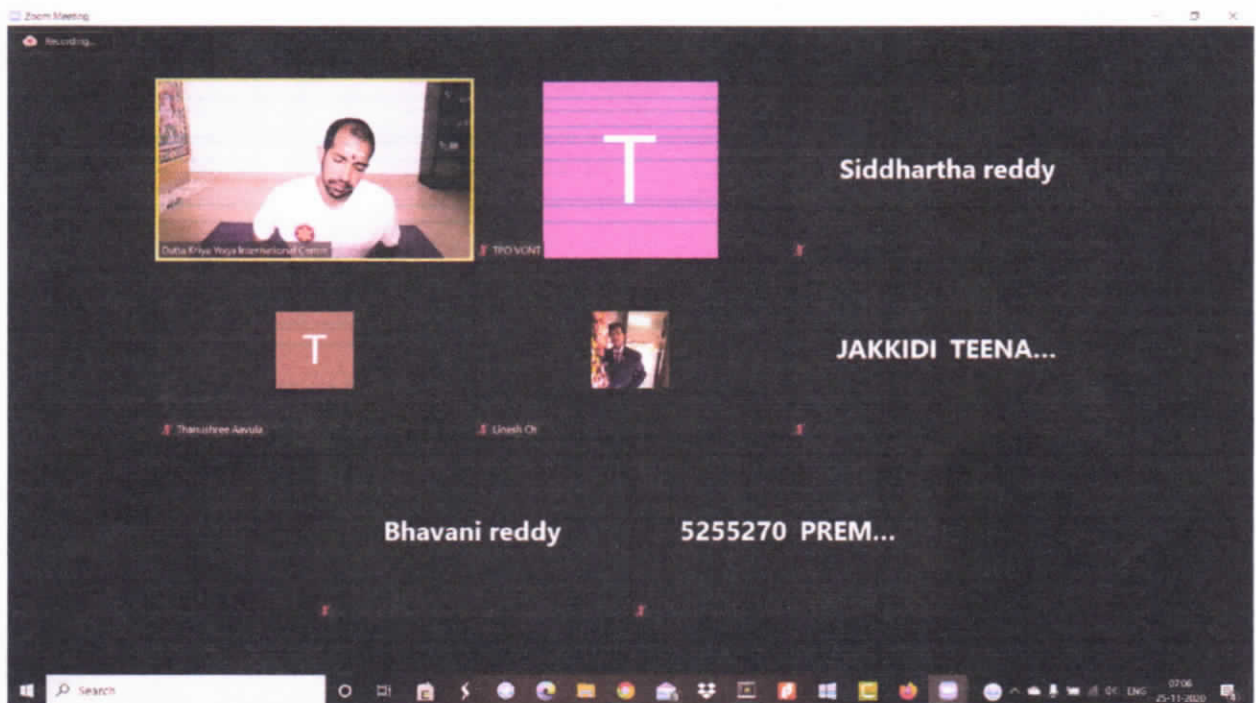 Zoom Meeting
Recording...
Datta Kriya Yoga International Centre
T
TPO VGNT
Siddhartha reddy
T
Thanushree Aavula
Linesh Ch
JAKKIDI TEENA...
Bhavani reddy
5255270 PREM...
Search
ENG
07:06
25-11-2020